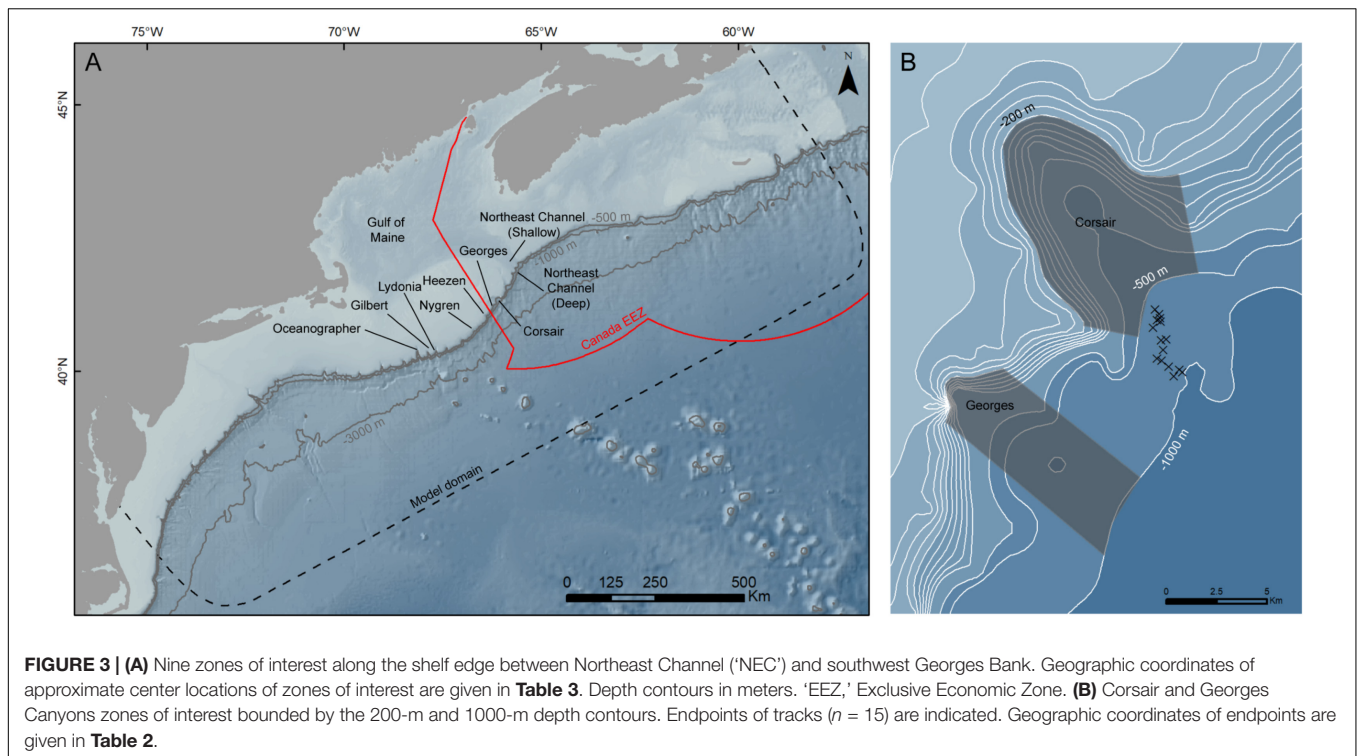 75°W
70°W
65°W
60°W
A
N
45°N
40°N
Gulf of
Maine
Northeast Channel
(Shallow)
-500 m
-1000 m
Georges
Heezen
Lydonia
Gilbert
Nygren
Oceanographer
Northeast
Channel
(Deep)
Corsair
Canada EEZ
-3000 m
Model domain
0 125 250 500
Km
B
-200 m
Corsair
-500 m
Georges
-1000 m
0 2.5 5
Km
FIGURE 3 | (A) Nine zones of interest along the shelf edge between Northeast Channel (‘NEC’) and southwest Georges Bank. Geographic coordinates of
approximate center locations of zones of interest are given in Table 3. Depth contours in meters. ‘EEZ,’ Exclusive Economic Zone. (B) Corsair and Georges
Canyons zones of interest bounded by the 200-m and 1000-m depth contours. Endpoints of tracks (n = 15) are indicated. Geographic coordinates of endpoints are
given in Table 2.